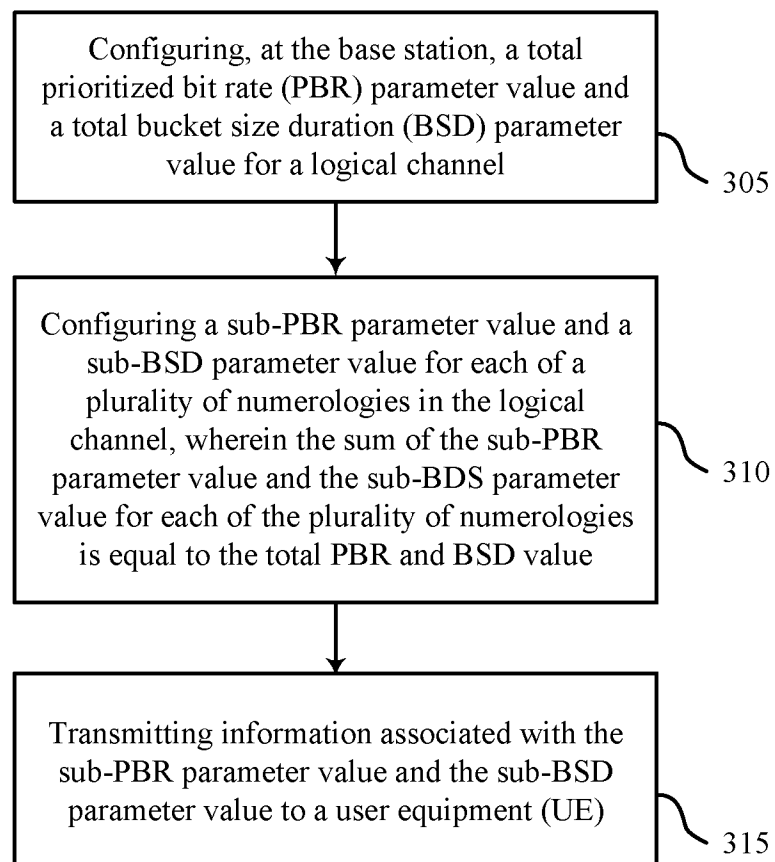 Configuring, at the base station, a total
prioritized bit rate (PBR) parameter value and
a total bucket size duration (BSD) parameter
value for a logical channel
305
Configuring a sub-PBR parameter value and a
sub-BSD parameter value for each of a
plurality of numerologies in the logical
channel, wherein the sum of the sub-PBR
parameter value and the sub-BDS parameter
value for each of the plurality of numerologies
is equal to the total PBR and BSD value
310
Transmitting information associated with the
sub-PBR parameter value and the sub-BSD
parameter value to a user equipment (UE)
315